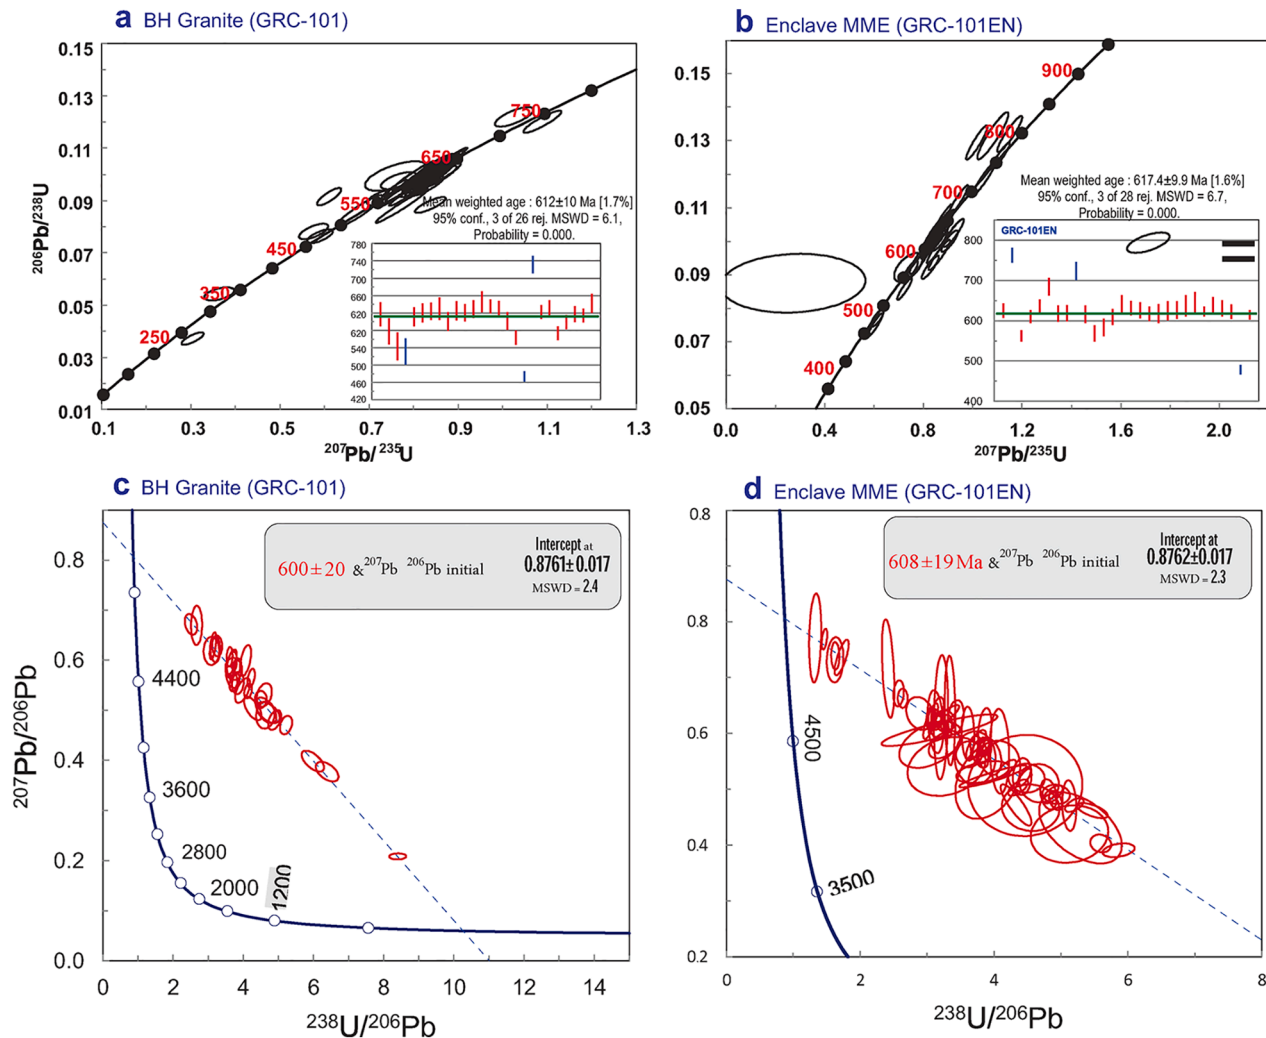 a BH Granite (GRC-101)
0.15
0.13
0.11
0.09
0.07
0.05
0.03
0.01
206Pb/238U
750
650
550
450
350
250
Mean weighted age : 612±10 Ma [1.7%]
95% conf., 3 of 26 rej. MSWD = 6.1,
Probability = 0.000.
780
740
700
660
620
580
540
500
460
420
0.1 0.3 0.5 0.7 0.9 1.1 1.3
207Pb/235U
b Enclave MME (GRC-101EN)
0.15
0.13
0.11
0.09
0.07
0.05
900
800
700
600
500
400
Mean weighted age : 617.4±9.9 Ma [1.6%]
95% conf., 3 of 28 rej. MSWD = 6.7,
Probability = 0.000.
GRC-101EN
800
700
600
500
400
0.0 0.4 0.8 1.2 1.6 2.0
207Pb/235U
c BH Granite (GRC-101)
0.8
0.6
0.4
0.2
0.0
207Pb/206Pb
600±20 &207Pb 206Pb initial
Intercept at
0.8761±0.017
MSWD = 2.4
4400
3600
2800
2000
1200
0 2 4 6 8 10 12 14
238U/206Pb
d Enclave MME (GRC-101EN)
0.8
0.8
0.6
0.4
0.2
608±19Ma &207Pb 206Pb initial
Intercept at
0.8762±0.017
MSWD = 2.3
4500
3500
0 2 4 6 8
238U/206Pb